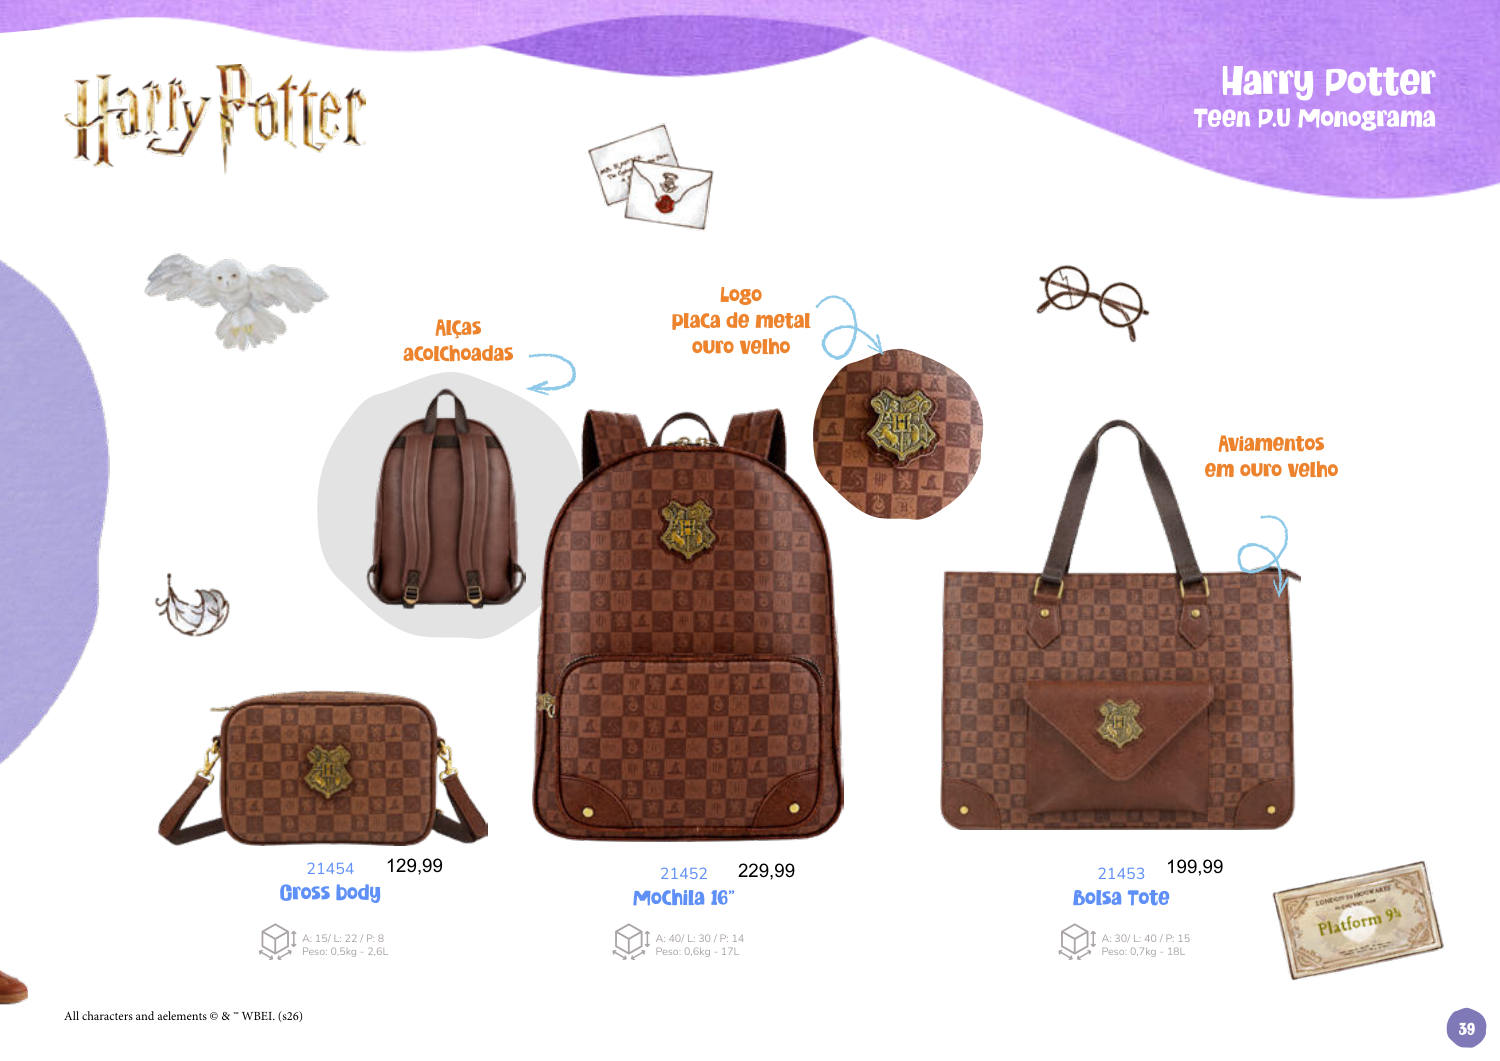 Harry Potter
Harry Potter
Teen P.U Monograma
Logo
placa de metal
ouro velho
Alças
acolchoadas
Aviamentos
em ouro velho
21454 129,99
Cross body
A: 15/ L: 22 / P: 8
Peso: 0,5kg - 2,6L
21452 229,99
Mochila 16"
A: 40/ L: 30 / P: 14
Peso: 0,6kg - 17L
21453 199,99
Bolsa Tote
A: 30/ L: 40 / P: 15
Peso: 0,7kg - 18L
LONDON to HOGWARTS
Platform 9¾
All characters and aelements © & ™ WBEI. (s26)
39